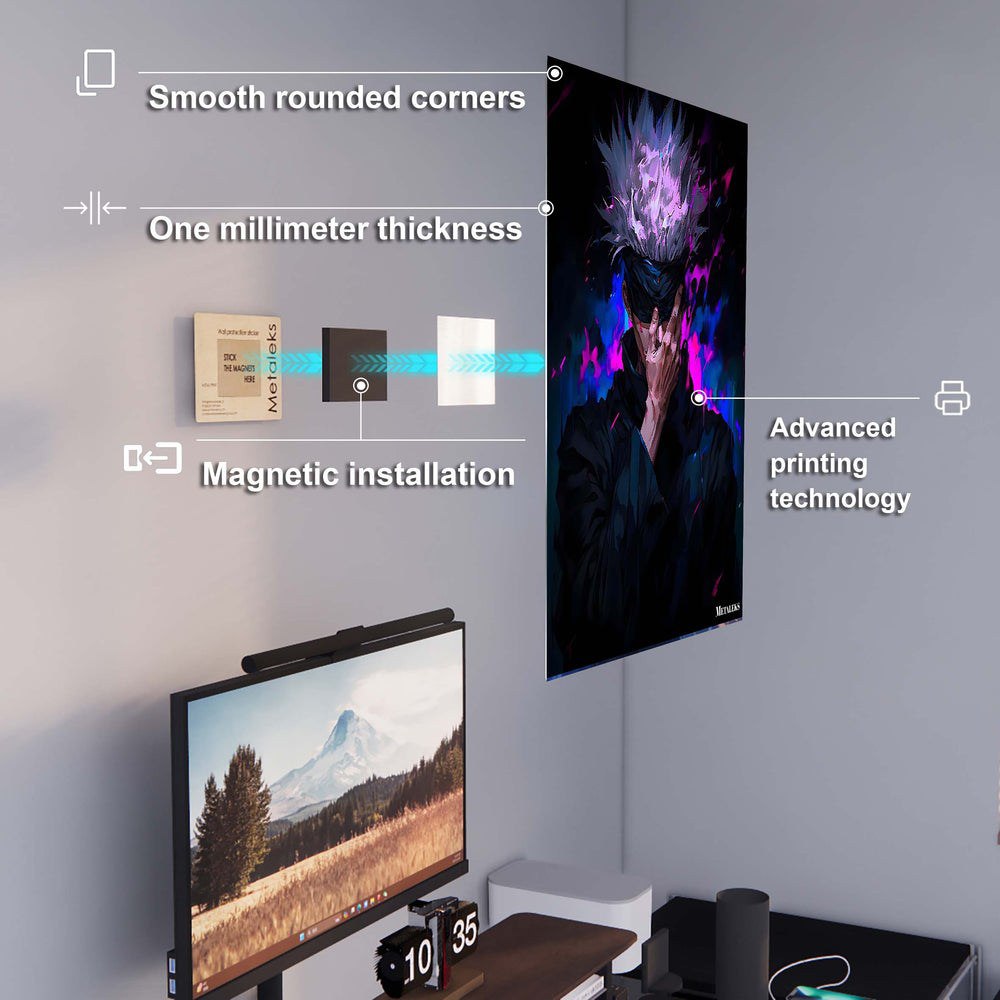 Smooth rounded corners
One millimeter thickness
Wall protection sticker
STICK
THE MAGNETS
HERE
Metaleks
Magnetic installation
Advanced
printing
technology
METALEKS
10
35